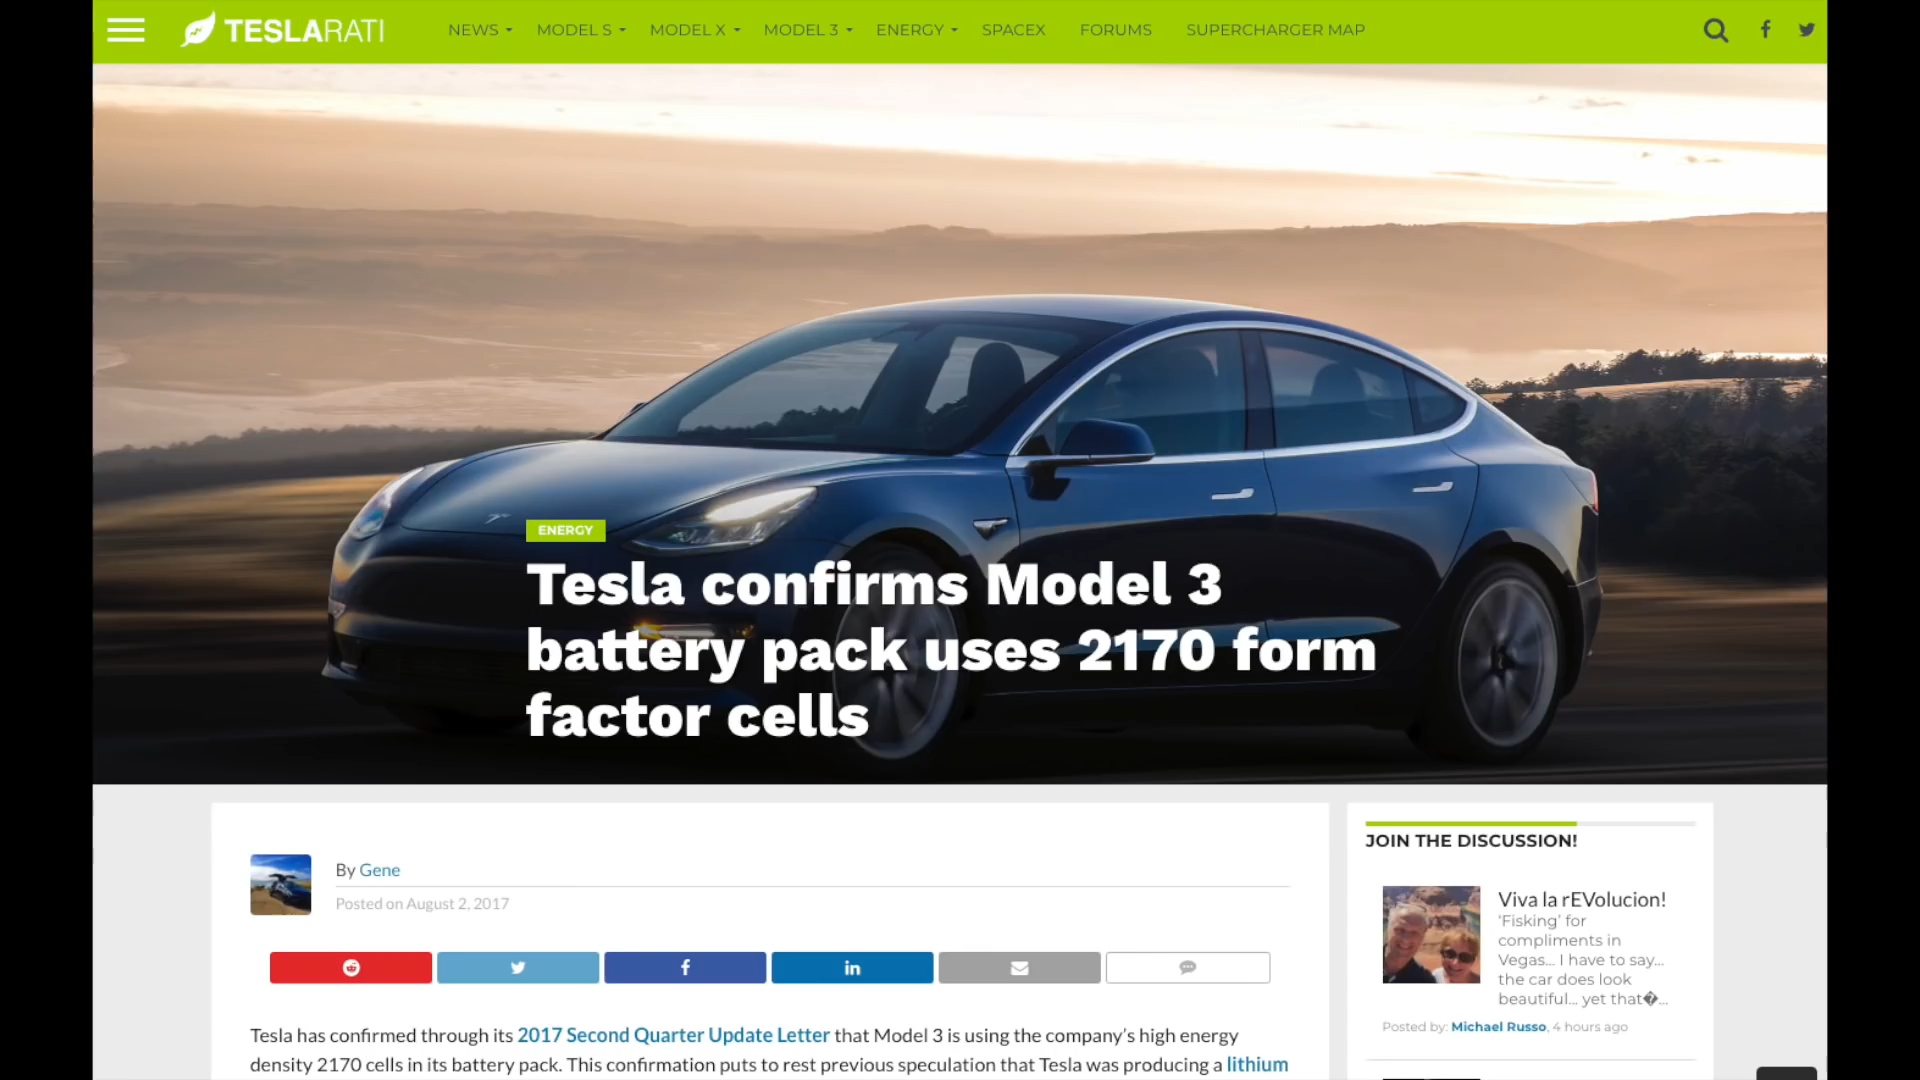 TESLARATI
NEWS MODEL S MODEL X MODEL 3 ENERGY SPACEX FORUMS SUPERCHARGER MAP
ENERGY
Tesla confirms Model 3
battery pack uses 2170 form
factor cells
By Gene
Posted on August 2, 2017
Tesla has confirmed through its 2017 Second Quarter Update Letter that Model 3 is using the company’s high energy
density 2170 cells in its battery pack. This confirmation puts to rest previous speculation that Tesla was producing a lithium
JOIN THE DISCUSSION!
Viva la rEVolucion!
‘Fisking’ for
compliments in
Vegas... I have to say...
the car does look
beautiful... yet that�...
Posted by: Michael Russo, 4 hours ago